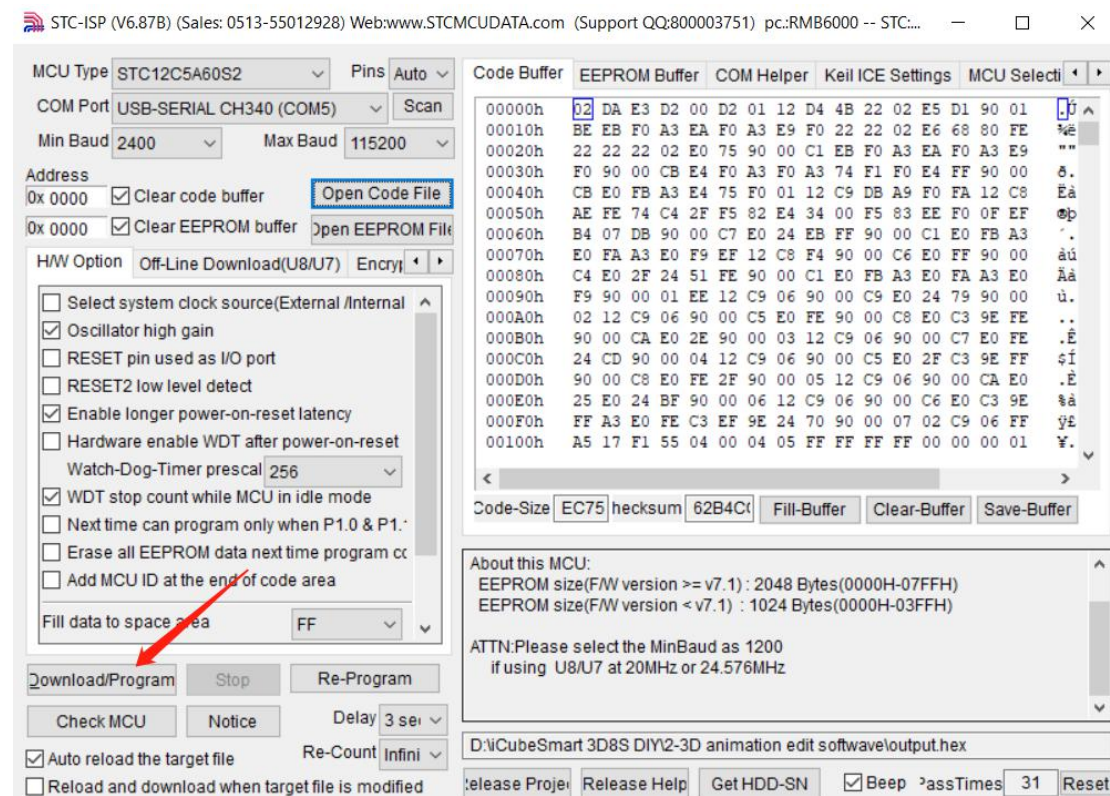 STC-ISP (V6.87B) (Sales: 0513-55012928) Web:www.STCMCUDATA.com (Support QQ:800003751) pc.:RMB6000 -- STC:...
MCU Type STC12C5A60S2 Pins Auto
COM Port USB-SERIAL CH340 (COM5) Scan
Min Baud 2400 Max Baud 115200
Address
0x 0000 Clear code buffer Open Code File
0x 0000 Clear EEPROM buffer Open EEPROM File
H/W Option Off-Line Download(U8/U7) Encryp
Select system clock source(External /Internal
Oscillator high gain
RESET pin used as I/O port
RESET2 low level detect
Enable longer power-on-reset latency
Hardware enable WDT after power-on-reset
Watch-Dog-Timer prescal 256
WDT stop count while MCU in idle mode
Next time can program only when P1.0 & P1.
Erase all EEPROM data next time program cc
Add MCU ID at the end of code area
Fill data to space area FF
Download/Program Stop Re-Program
Check MCU Notice Delay 3 sec
Auto reload the target file Re-Count Infini
Reload and download when target file is modified
Code Buffer EEPROM Buffer COM Helper Keil ICE Settings MCU Selecti
00000h 02 DA E3 D2 00 D2 01 12 D4 4B 22 02 E5 D1 90 01 .Ú
00010h BE EB F0 A3 EA F0 A3 E9 F0 22 22 02 E6 68 80 FE ¾ë
00020h 22 22 22 02 E0 75 90 00 C1 EB F0 A3 EA F0 A3 E9 ""
00030h F0 90 00 CB E4 F0 A3 F0 A3 74 F1 F0 E4 FF 90 00 ð.
00040h CB E0 FB A3 E4 75 F0 01 12 C9 DB A9 F0 FA 12 C8 Ëà
00050h AE FE 74 C4 2F F5 82 E4 34 00 F5 83 EE F0 0F EF ®þ
00060h B4 07 DB 90 00 C7 E0 24 EB FF 90 00 C1 E0 FB A3 ´.
00070h E0 FA A3 E0 F9 EF 12 C8 F4 90 00 C6 E0 FF 90 00 àú
00080h C4 E0 2F 24 51 FE 90 00 C1 E0 FB A3 E0 FA A3 E0 Äà
00090h F9 90 00 01 EE 12 C9 06 90 00 C9 E0 24 79 90 00 ù.
000A0h 02 12 C9 06 90 00 C5 E0 FE 90 00 C8 E0 C3 9E FE ..
000B0h 90 00 CA E0 2E 90 00 03 12 C9 06 90 00 C7 E0 FE .Ê
000C0h 24 CD 90 00 04 12 C9 06 90 00 C5 E0 2F C3 9E FF $Í
000D0h 90 00 C8 E0 FE 2F 90 00 05 12 C9 06 90 00 CA E0 .È
000E0h 25 E0 24 BF 90 00 06 12 C9 06 90 00 C6 E0 C3 9E %à
000F0h FF A3 E0 FE C3 EF 9E 24 70 90 00 07 02 C9 06 FF ÿ£
00100h A5 17 F1 55 04 00 04 05 FF FF FF FF 00 00 00 01 ¥.
Code-Size EC75 hecksum 62B4C Fill-Buffer Clear-Buffer Save-Buffer
About this MCU:
EEPROM size(F/W version >= v7.1) : 2048 Bytes(0000H-07FFH)
EEPROM size(F/W version < v7.1) : 1024 Bytes(0000H-03FFH)
ATTN:Please select the MinBaud as 1200
if using U8/U7 at 20MHz or 24.576MHz
D:\iCubeSmart 3D8S DIY\2-3D animation edit softwave\output.hex
Release Projec Release Help Get HDD-SN Beep PassTimes 31 Reset